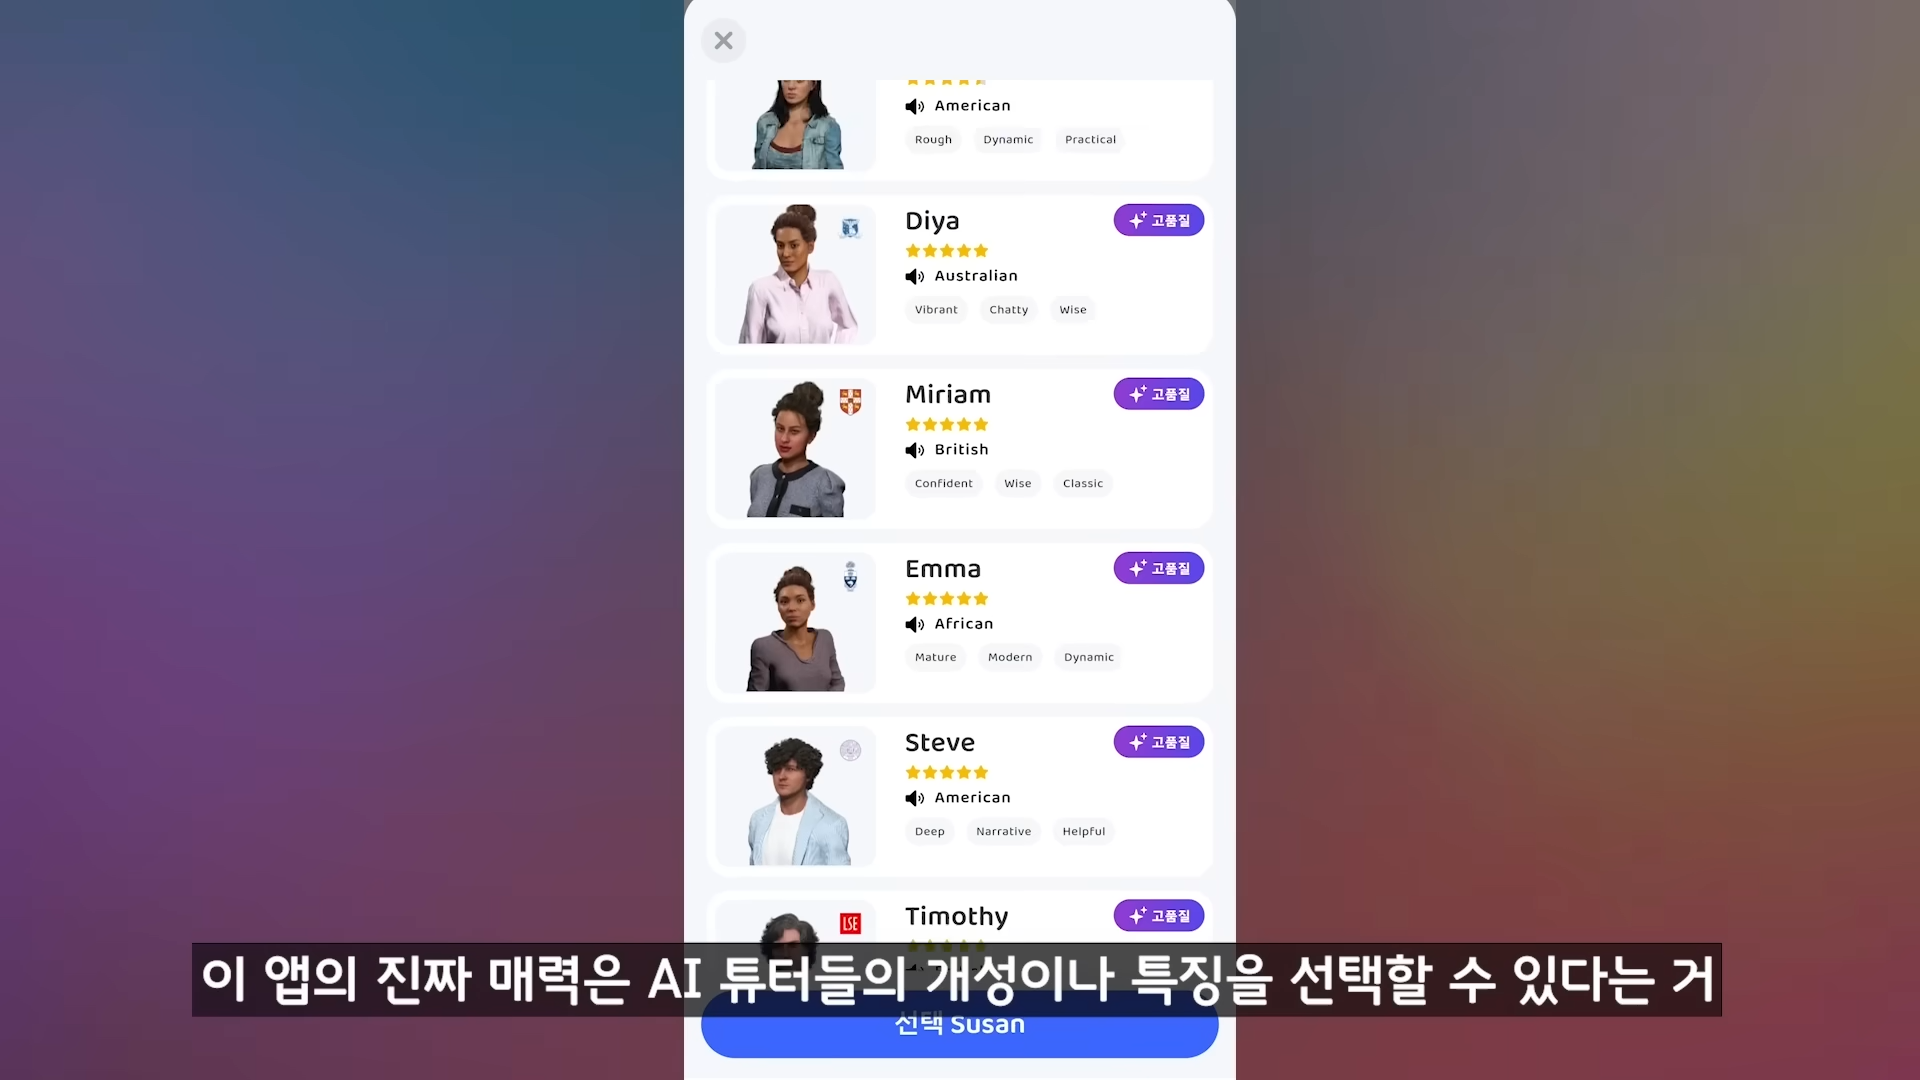 American
Rough Dynamic Practical
Diya
고품질
Australian
Vibrant Chatty Wise
Miriam
고품질
British
Confident Wise Classic
Emma
고품질
African
Mature Modern Dynamic
Steve
고품질
American
Deep Narrative Helpful
LSE
Timothy
고품질
이 앱의 진짜 매력은 AI 튜터들의 개성이나 특징을 선택할 수 있다는 거
선택 Susan